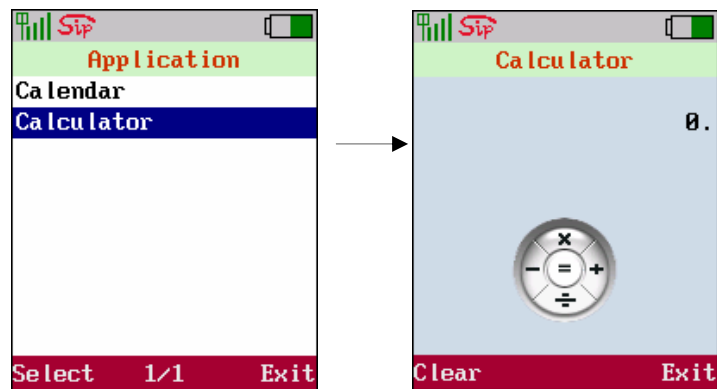 Sip
Application
Calendar
Calculator
Select 1/1 Exit
Sip
Calculator
0.
×
- = +
÷
Clear Exit